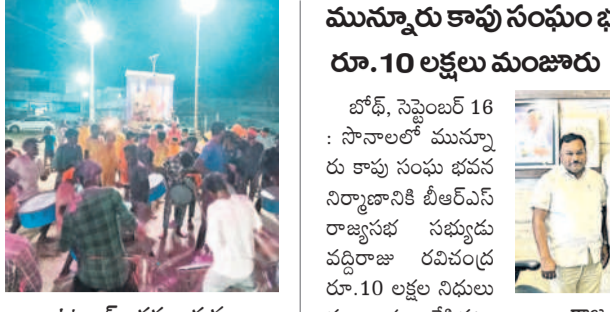 మున్నూరు కాపు సంఘం
రూ.10 లక్షలు మంజూరు
బోథ్, సెప్టెంబర్ 16
: సొనాలలో మున్నూ
రు కాపు సంఘ భవన
నిర్మాణానికి బీఆర్ఎస్
రాజ్యసభ సభ్యుడు
వద్దిరాజు రవిచంద్ర
రూ.10 లక్షల నిధులు